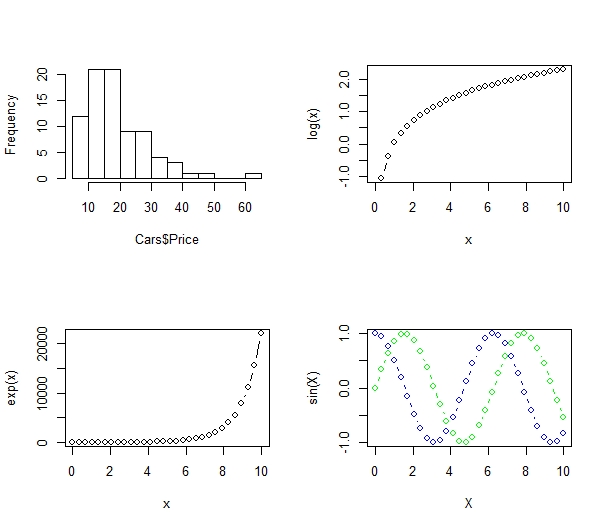 Frequency
20
15
10
5
0
10 20 30 40 50 60
Cars$Price
log(x)
2.0
1.0
0.0
-1.0
0 2 4 6 8 10
x
exp(x)
20000
10000
0
0 2 4 6 8 10
x
sin(X)
1.0
0.0
-1.0
0 2 4 6 8 10
X